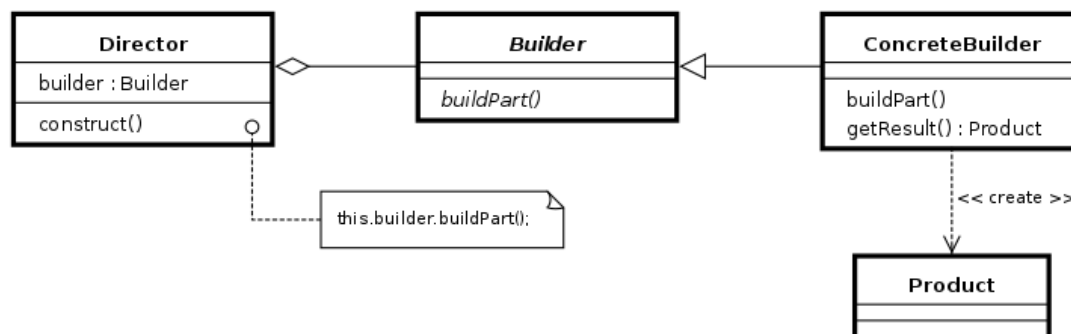 Director
builder : Builder
construct()
this.builder.buildPart();
Builder
buildPart()
ConcreteBuilder
buildPart()
getResult() : Product
<< create >>
Product